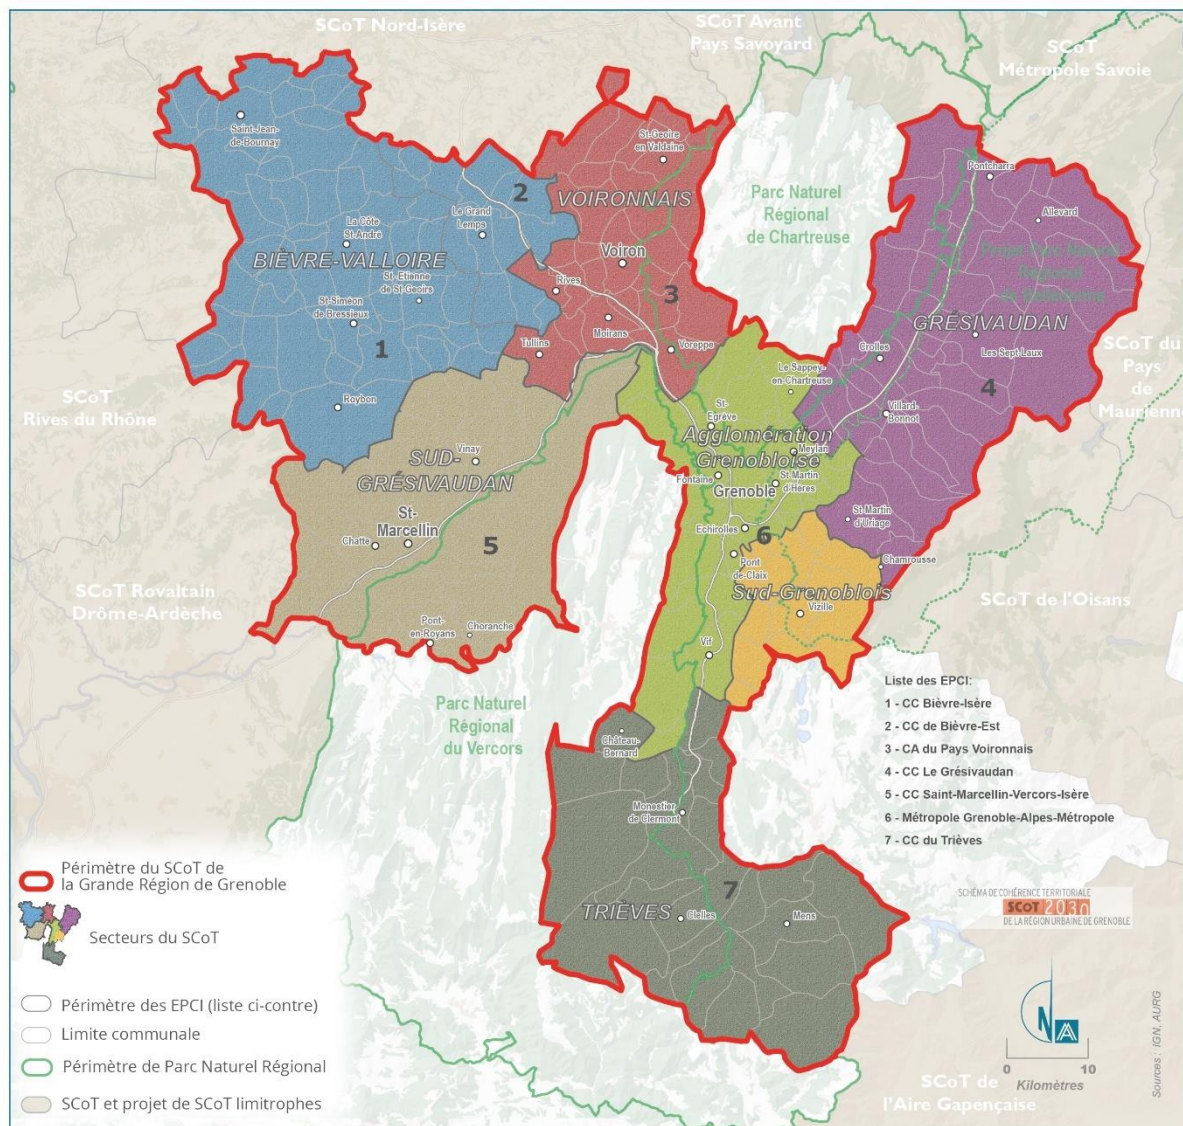 SCoT Nord-Isère
SCoT Avant
Pays Savoyard
SCoT
Métropole Savoie
Saint-Jean-
de-Bournay
2
St-Geoire
en Valdaine
VOIRONNAIS
Parc Naturel
Régional
de Chartreuse
Pontcharra
Allevard
Projet Parc Naturel
Régional
de Belledonne
La Côte
St-André
Le Grand
Lemps
BIÈVRE-VALLOIRE
Voiron
St-Etienne
de St-Geoirs
Rives
3
St-Siméon
de Bressieux
1
Moirans
Tullins
Voreppe
GRÉSIVAUDAN
Crolles
Les Sept-Laux
4
SCoT du
Pays
de
Maurienne
Le Sappey-
en-Chartreuse
SCoT
Rives du Rhône
Roybon
Villard-
Bonnot
St-
Egrève
Agglomération
Grenobloise
Meylan
Vinay
SUD-
GRÉSIVAUDAN
Fontaine
Grenoble
St-Martin
d'Hères
St-
Marcellin
Chatte
5
St-Martin
d'Uriage
Echirolles
6
Pont
de-Claix
Chamrousse
SCoT Rovaltain
Drôme-Ardèche
Sud-Grenoblois
Vizille
SCoT de l'Oisans
Pont-
en-Royans
Choranche
Vif
Parc Naturel
Régional
du Vercors
Château-
Bernard
Liste des EPCI:
1 - CC Bièvre-Isère
2 - CC de Bièvre-Est
3 - CA du Pays Voironnais
4 - CC Le Grésivaudan
5 - CC Saint-Marcellin-Vercors-Isère
6 - Métropole Grenoble-Alpes-Métropole
7 - CC du Trièves
Monestier
de Clermont
7
TRIÈVES
Clelles
Mens
Périmètre du SCoT de
la Grande Région de Grenoble
Secteurs du SCoT
Périmètre des EPCI (liste ci-contre)
Limite communale
Périmètre de Parc Naturel Régional
SCoT et projet de SCoT limitrophes
SCHÉMA DE COHÉRENCE TERRITORIALE
SCOT 2030
DE LA RÉGION URBAINE DE GRENOBLE
N
0 10
Kilomètres
SCoT de
l'Aire Gapençaise
Sources : IGN, AURG